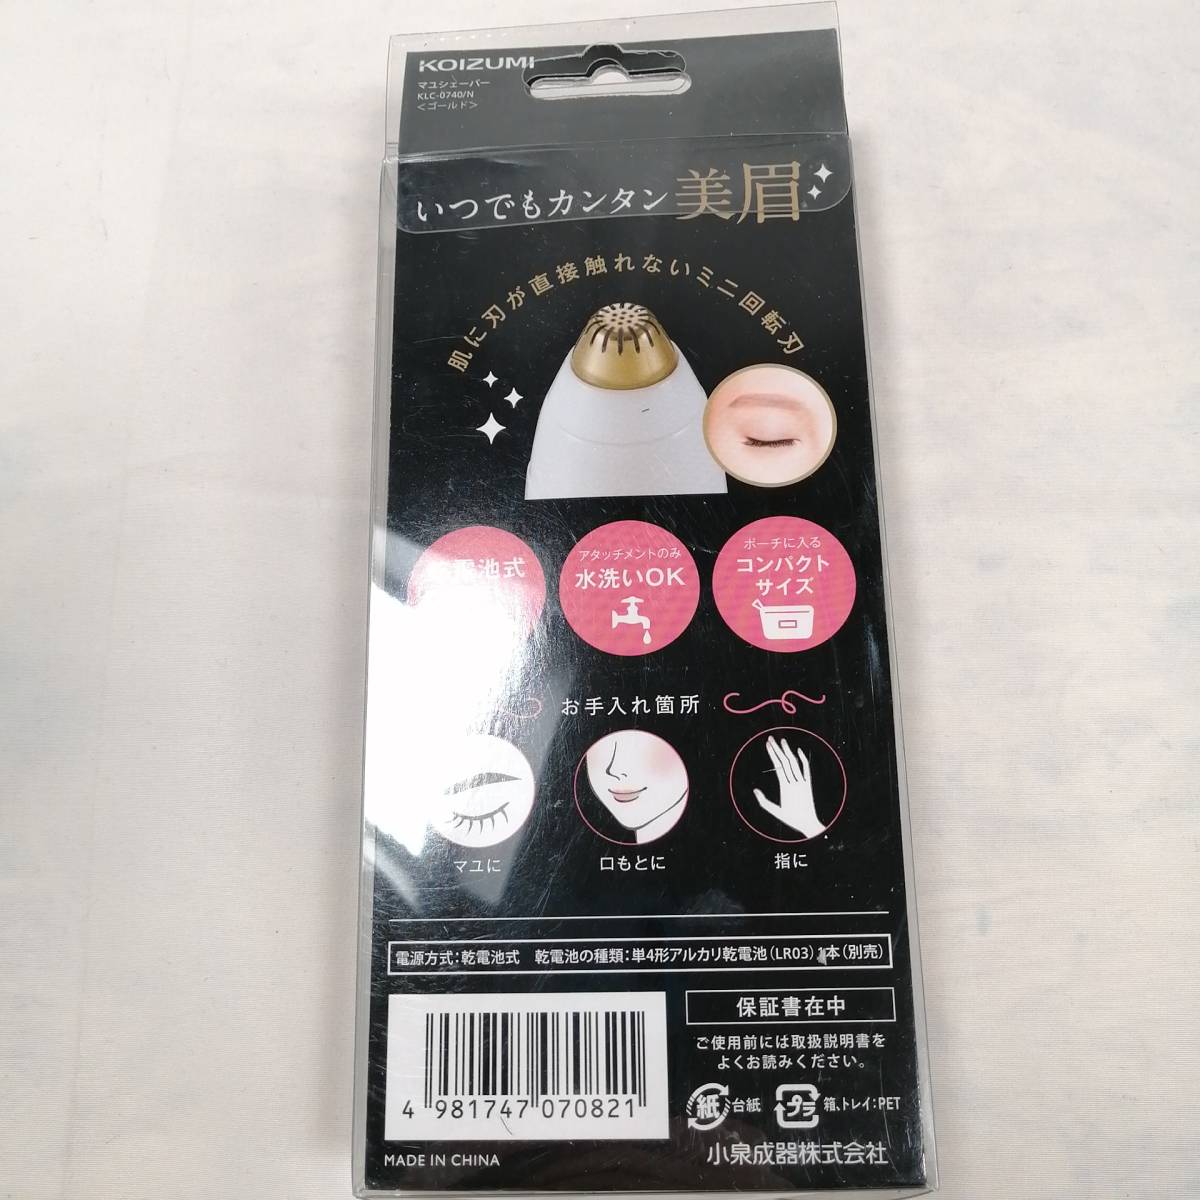 KOIZUMI
マユシェーバー
KLC-0740/N
＜ゴールド＞
いつでもカンタン美眉
肌に刃が直接触れないミニ回転刃
電池式
アタッチメントのみ
水洗いOK
ポーチに入る
コンパクト
サイズ
お手入れ箇所
マユに
口もとに
指に
電源方式：乾電池式　乾電池の種類：単4形アルカリ乾電池（LR03）1本（別売）
保証書在中
ご使用前には取扱説明書を
よくお読みください。
紙 台紙
プラ 箱、トレイ：PET
4 981747 070821
MADE IN CHINA
小泉成器株式会社